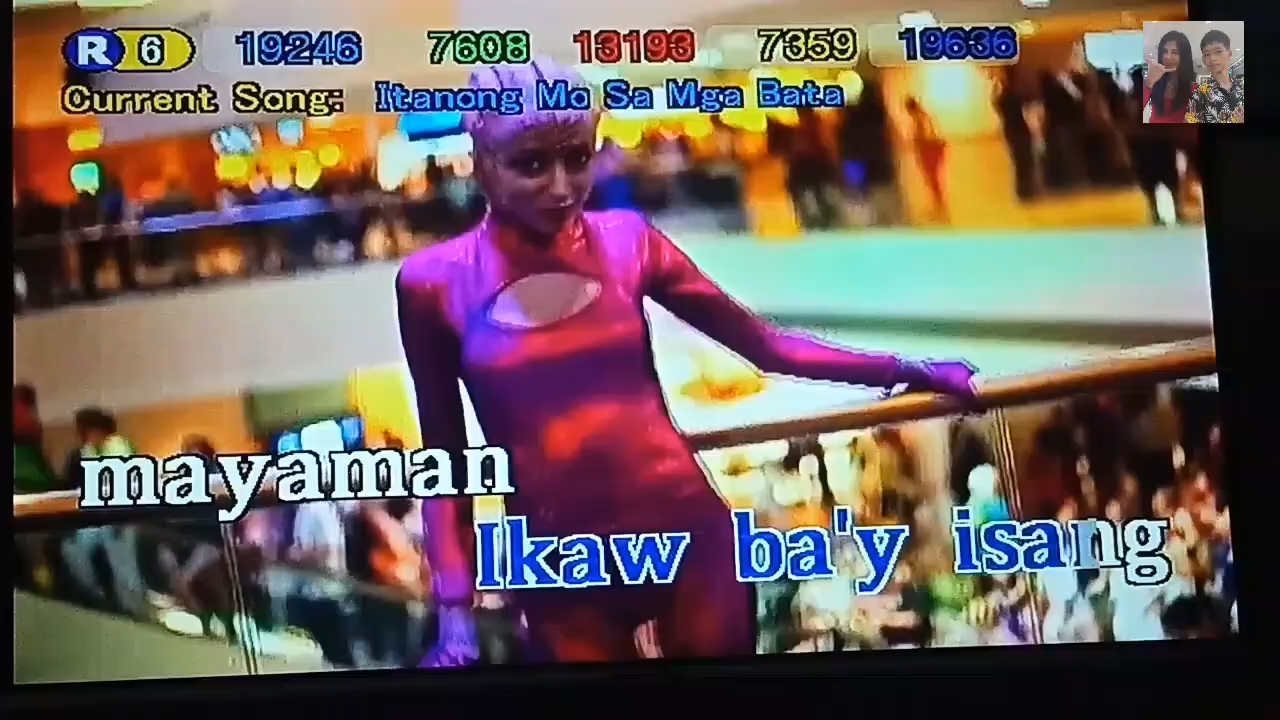 R 6 19246 7608 13193 7359 19636
Current Song: Itanong Mo Sa Mga Bata
mayaman
Ikaw ba'y isang